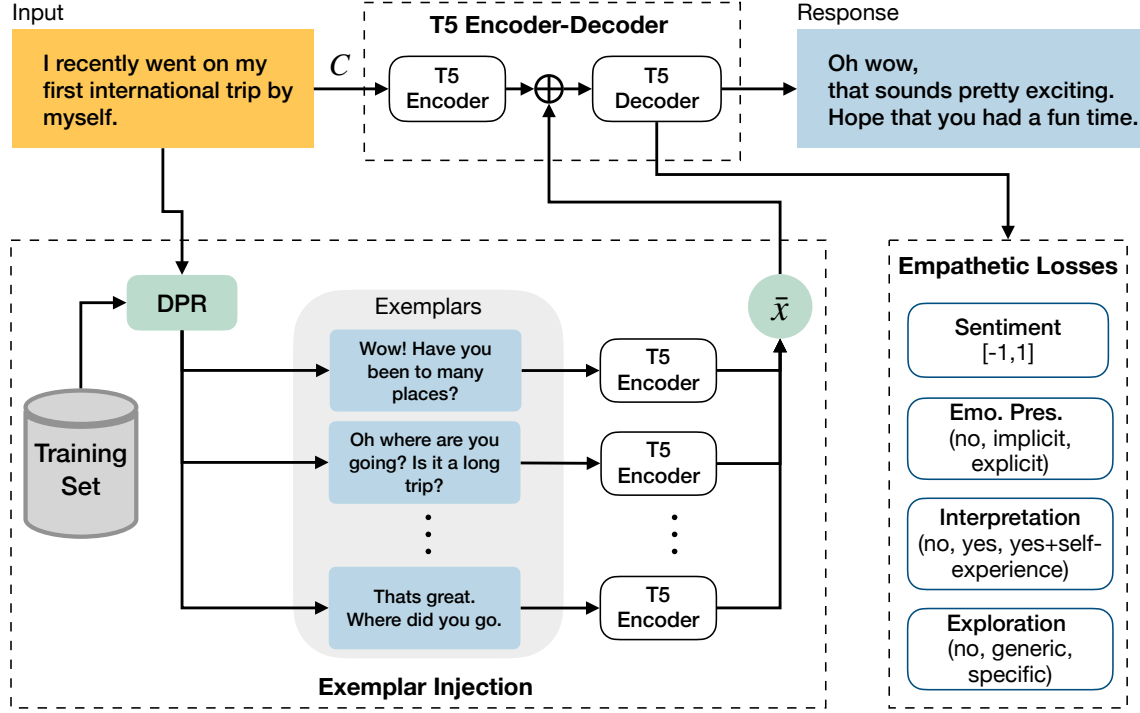 Input
T5 Encoder-Decoder
Response
I recently went on my
first international trip by
myself.
C
T5
Encoder
T5
Decoder
Oh wow,
that sounds pretty exciting.
Hope that you had a fun time.
DPR
Training
Set
Exemplars
Wow! Have you
been to many
places?
T5
Encoder
Oh where are you
going? Is it a long
trip?
T5
Encoder
Thats great.
Where did you go.
T5
Encoder
x̄
Exemplar Injection
Empathetic Losses
Sentiment
[-1,1]
Emo. Pres.
(no, implicit,
explicit)
Interpretation
(no, yes, yes+self-
experience)
Exploration
(no, generic,
specific)